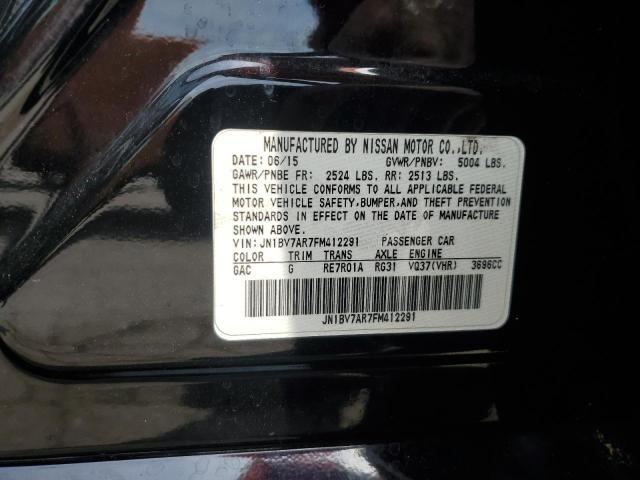 MANUFACTURED BY NISSAN MOTOR CO.,LTD.
DATE: 06/15 GVWR/PNBV: 5004 LBS.
GAWR/PNBE FR: 2524 LBS. RR: 2513 LBS.
THIS VEHICLE CONFORMS TO ALL APPLICABLE FEDERAL
MOTOR VEHICLE SAFETY,BUMPER,AND THEFT PREVENTION
STANDARDS IN EFFECT ON THE DATE OF MANUFACTURE
SHOWN ABOVE.
VIN: JN1BV7AR7FM412291 PASSENGER CAR
COLOR TRIM TRANS AXLE ENGINE
GAC G RE7R01A RG31 VQ37(VHR) 3696CC
JN1BV7AR7FM412291